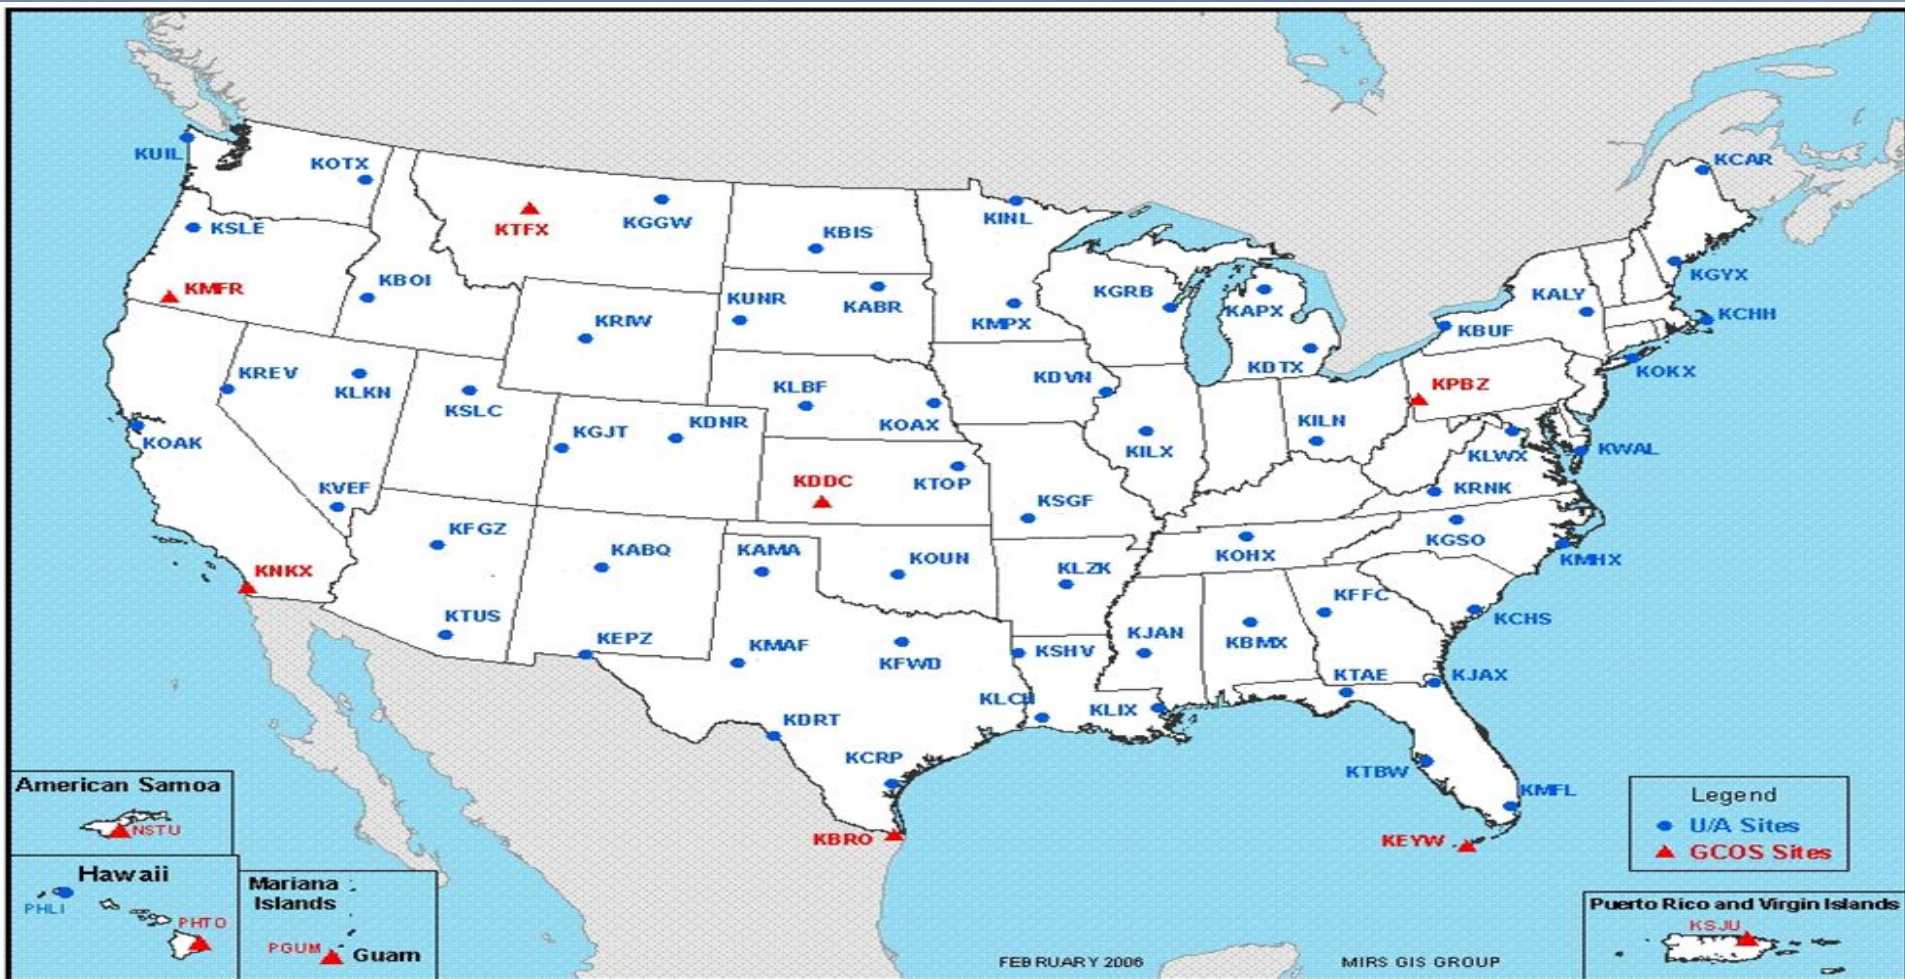 KCAR
KUIL
KOTX
KINL
KGGW
KTFX
KSLE
KBIS
KGYX
KBOI
KMFR
KUNR
KABR
KGRB
KAPX
KALY
KCHH
KRIW
KMPX
KBUF
KREV
KLKN
KDTX
KOKX
KDVN
KPBZ
KLBF
KSLC
KOAX
KDNR
KGJT
KILN
KOAK
KILX
KLWX
KWAL
KDDC
KTOP
KVEF
KRNK
KSGF
KFGZ
KABQ
KAMA
KOUN
KOHX
KGSO
KMHX
KNKX
KLZK
KFFC
KTUS
KCHS
KEPZ
KMAF
KFWD
KSHV
KJAN
KBMX
KTAE
KJAX
KLCH
KLIX
KDRT
KCRP
KTBW
KMFL
KBRO
KEYW
American Samoa
NSTU
Hawaii
PHLI
PHTO
Mariana
Islands
PGUM
Guam
Legend
U/A Sites
GCOS Sites
Puerto Rico and Virgin Islands
KSJU
FEBRUARY 2006
MIRS GIS GROUP